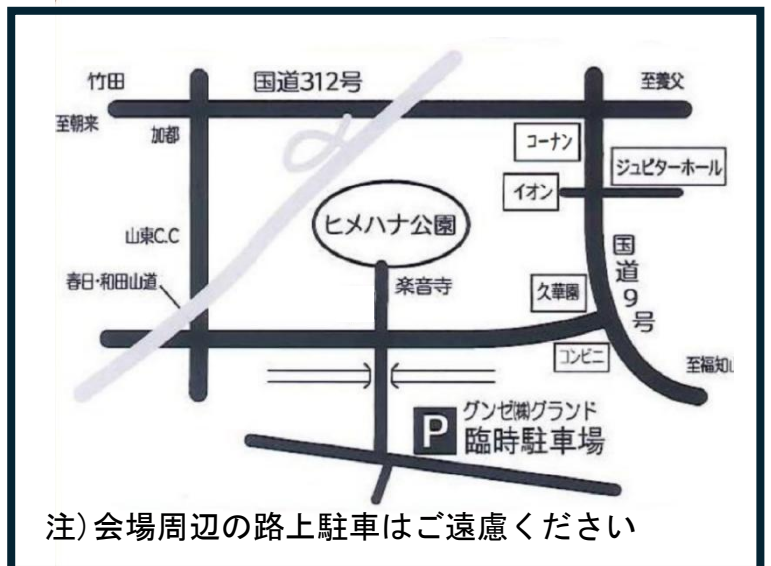 竹田
国道312号
至養父
至朝来
加都
コーナン
ジュピターホール
イオン
ヒメハナ公園
山東C.C
国道9号
春日・和田山道
楽音寺
久華園
コンビニ
至福知
グンゼ㈱グランド
P 臨時駐車場
注)会場周辺の路上駐車はご遠慮ください